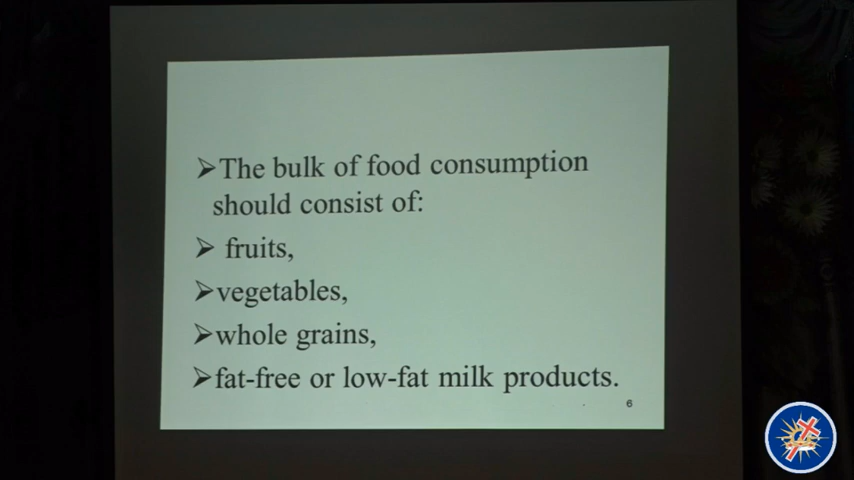 ➢The bulk of food consumption
should consist of:
➢ fruits,
➢vegetables,
➢whole grains,
➢fat-free or low-fat milk products.
6